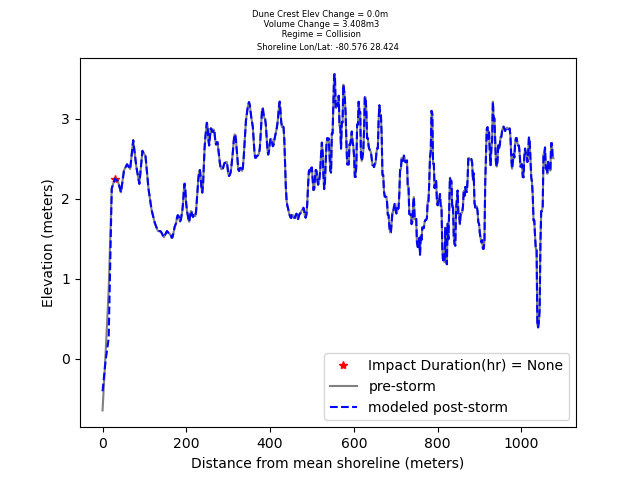 Dune Crest Elev Change = 0.0m
Volume Change = 3.408m3
Regime = Collision
Shoreline Lon/Lat: -80.576 28.424
3
2
1
0
Elevation (meters)
Impact Duration(hr) = None
pre-storm
modeled post-storm
0 200 400 600 800 1000
Distance from mean shoreline (meters)